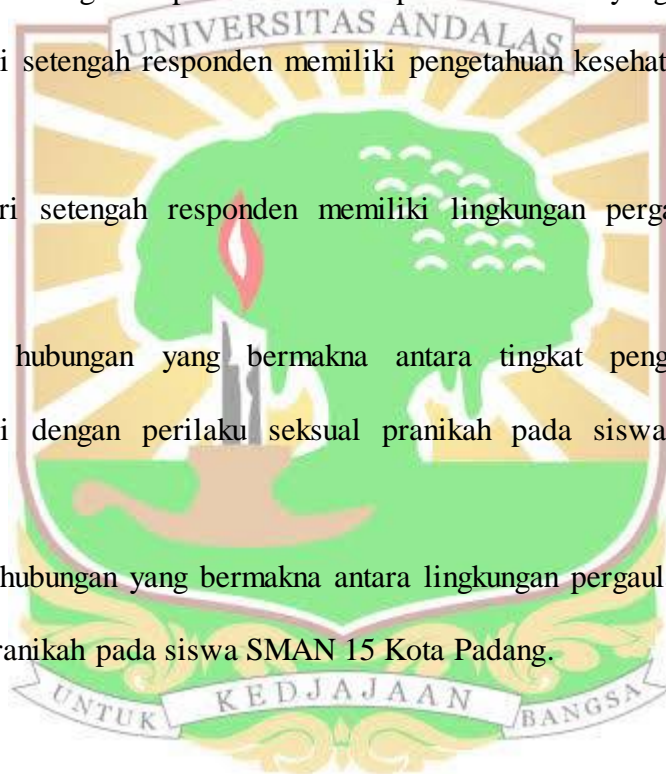 UNIVERSITAS ANDALAS
i setengah responden memiliki pengetahuan kesehat
ri setengah responden memiliki lingkungan perga
hubungan yang bermakna antara tingkat peng
i dengan perilaku seksual pranikah pada siswa
hubungan yang bermakna antara lingkungan pergaul
ranikah pada siswa SMAN 15 Kota Padang.
UNTUK KEDJAJAAN BANGSA